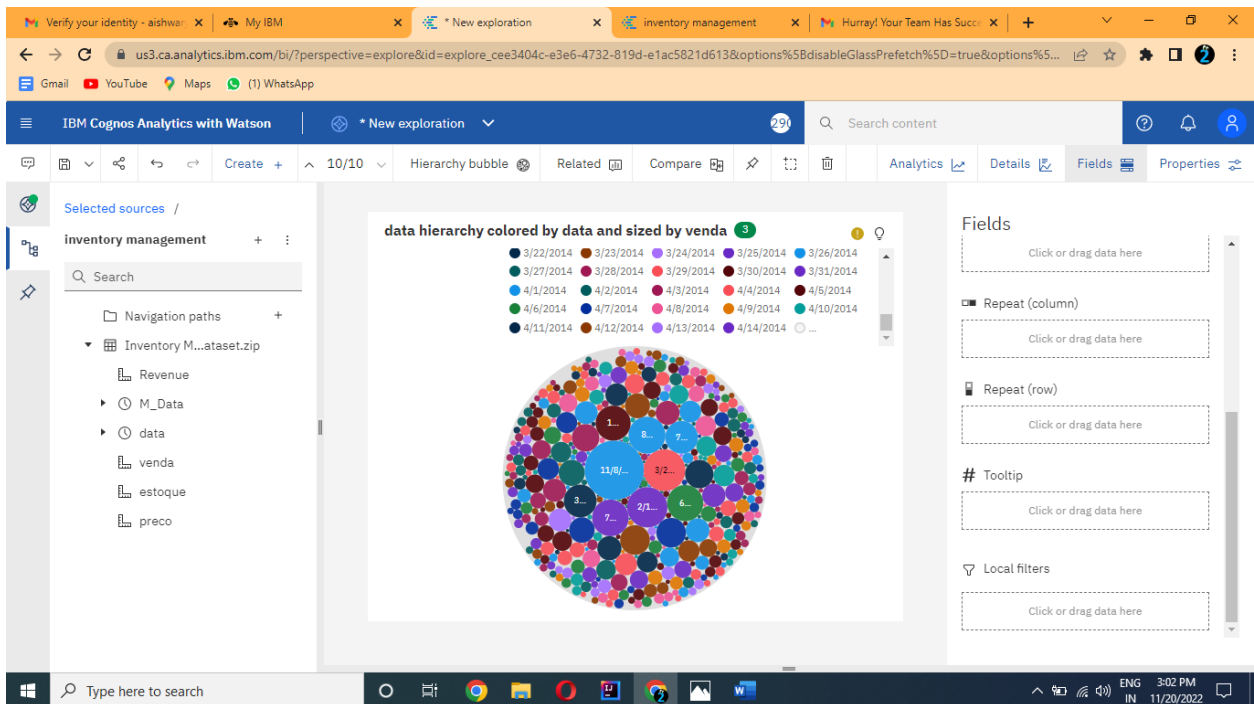 Verify your identity - aishwar
My IBM
* New exploration
inventory management
Hurray! Your Team Has Succe
us3.ca.analytics.ibm.com/bi/?perspective=explore&id=explore_cee3404c-e3e6-4732-819d-e1ac5821d613&options%5BdisableGlassPrefetch%5D=true&options%5...
Gmail YouTube Maps (1) WhatsApp
IBM Cognos Analytics with Watson
* New exploration
290
Search content
Create +
10/10
Hierarchy bubble
Related
Compare
Analytics
Details
Fields
Properties
Selected sources /
inventory management
Search
Navigation paths
Inventory M...ataset.zip
Revenue
M_Data
data
venda
estoque
preco
data hierarchy colored by data and sized by venda 3
3/22/2014 3/23/2014 3/24/2014 3/25/2014 3/26/2014
3/27/2014 3/28/2014 3/29/2014 3/30/2014 3/31/2014
4/1/2014 4/2/2014 4/3/2014 4/4/2014 4/5/2014
4/6/2014 4/7/2014 4/8/2014 4/9/2014 4/10/2014
4/11/2014 4/12/2014 4/13/2014 4/14/2014 ...
1...
8... 7...
11/8/... 3/2...
3... 2/1... 6...
7...
Fields
Click or drag data here
Repeat (column)
Click or drag data here
Repeat (row)
Click or drag data here
# Tooltip
Click or drag data here
Local filters
Click or drag data here
Type here to search
ENG
IN
3:02 PM
11/20/2022